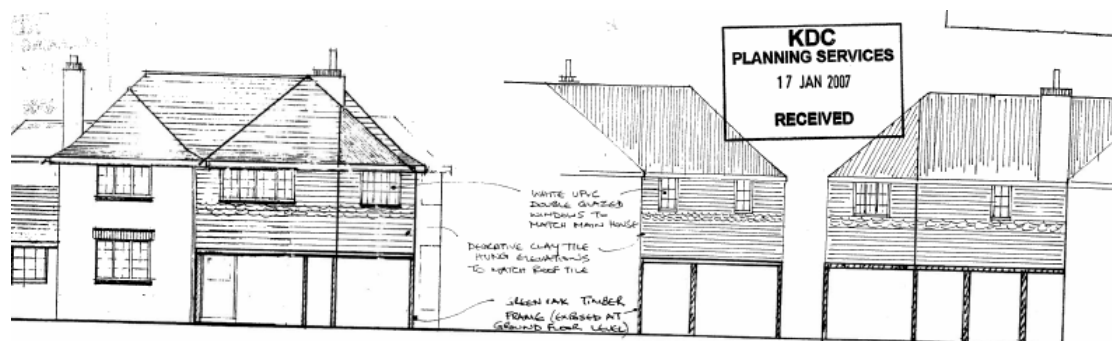 KDC
PLANNING SERVICES
17 JAN 2007
RECEIVED
WHITE UPVC
DOUBLE GLAZED
WINDOWS TO
MATCH MAIN HOUSE
DECORATIVE CLAY TILE
HUNG ELEVATIONS
TO MATCH ROOF TILE
GREEN OAK TIMBER
FRAME (EXPOSED AT
GROUND FLOOR LEVEL)